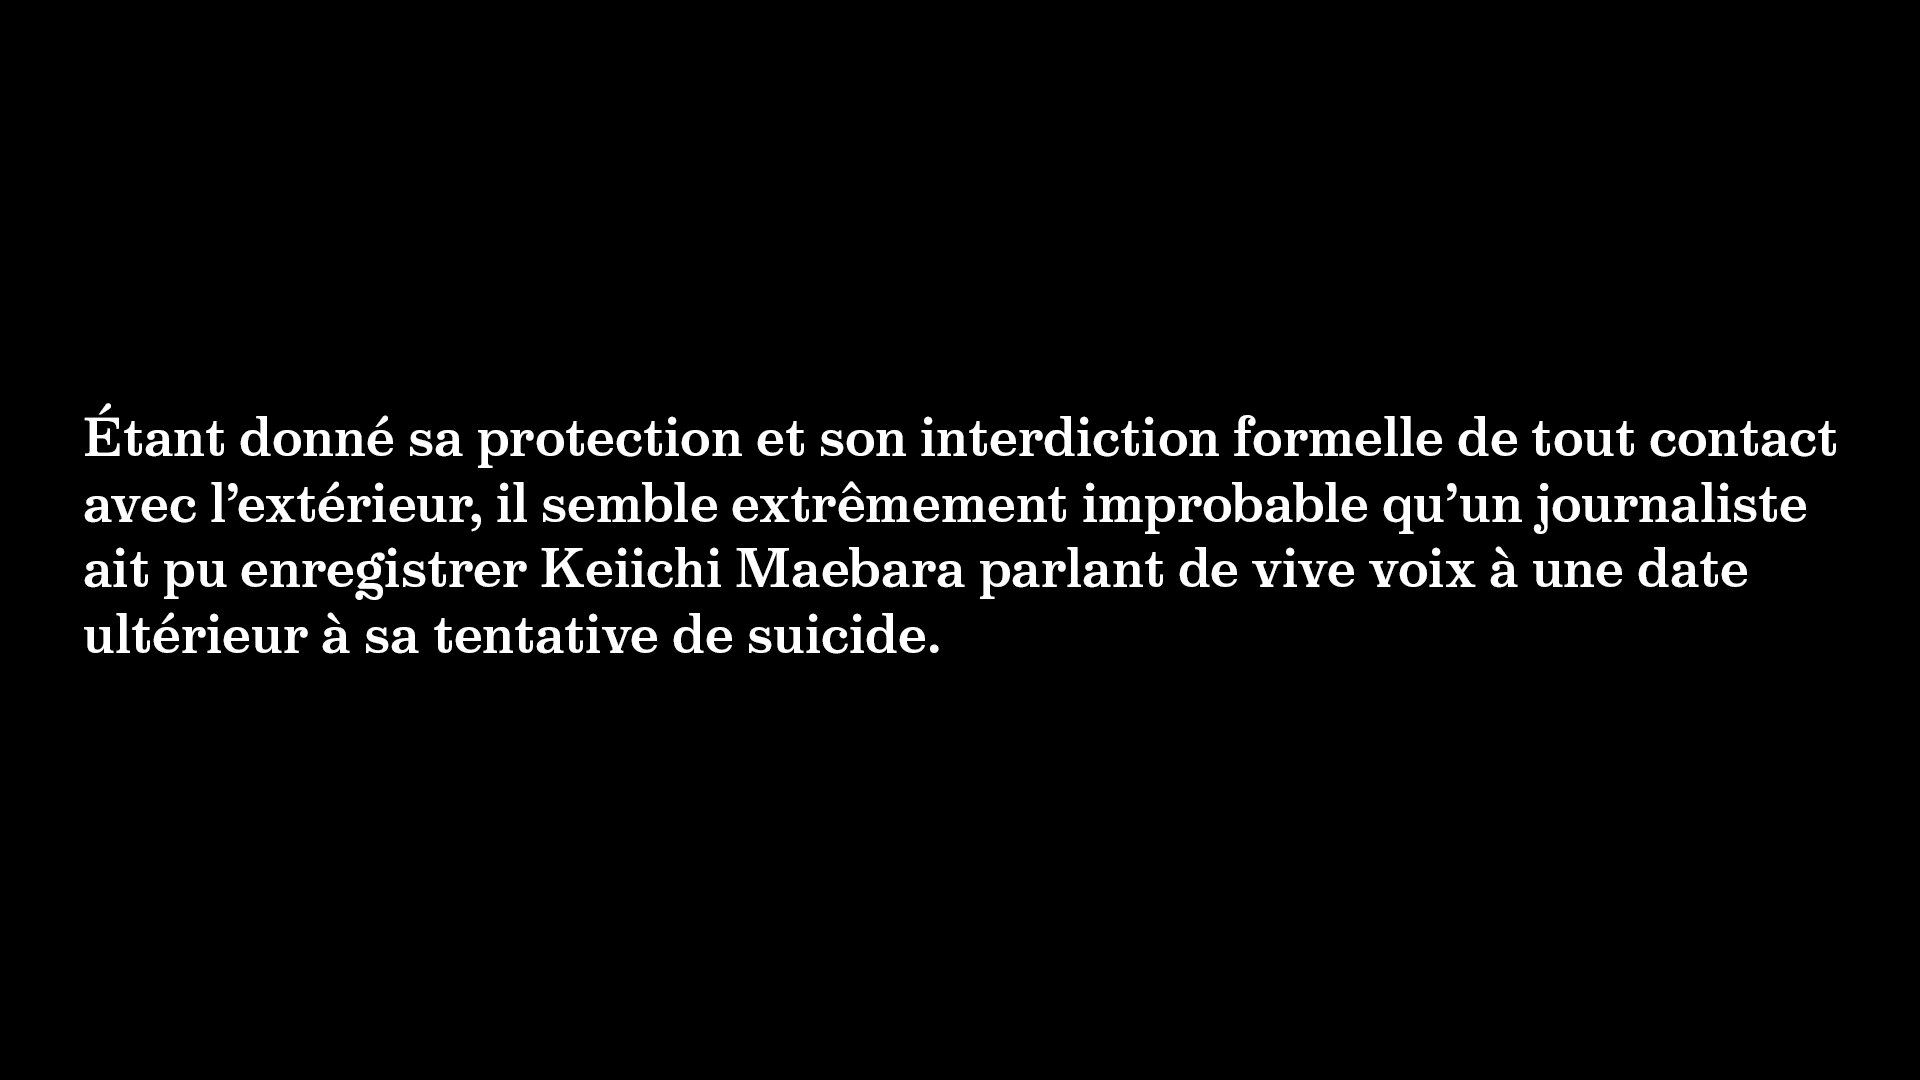 Étant donné sa protection et son interdiction formelle de tout contact
avec l’extérieur, il semble extrêmement improbable qu’un journaliste
ait pu enregistrer Keiichi Maebara parlant de vive voix à une date
ultérieur à sa tentative de suicide.